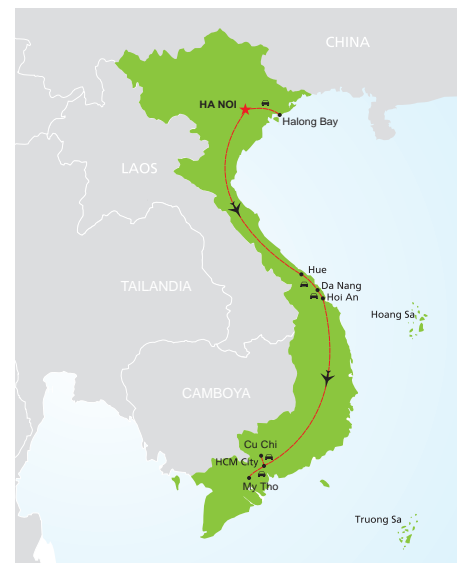 CHINA
HA NOI
Halong Bay
LAOS
Hue
TAILANDIA
Da Nang
Hoi An
Hoang Sa
CAMBOYA
Cu Chi
HCM City
My Tho
Truong Sa